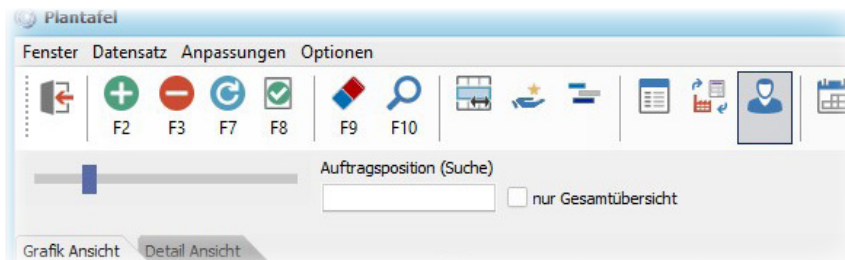 Plantafel
Fenster Datensatz Anpassungen Optionen
F2 F3 F7 F8 F9 F10
Auftragsposition (Suche)
nur Gesamtübersicht
Grafik Ansicht Detail Ansicht